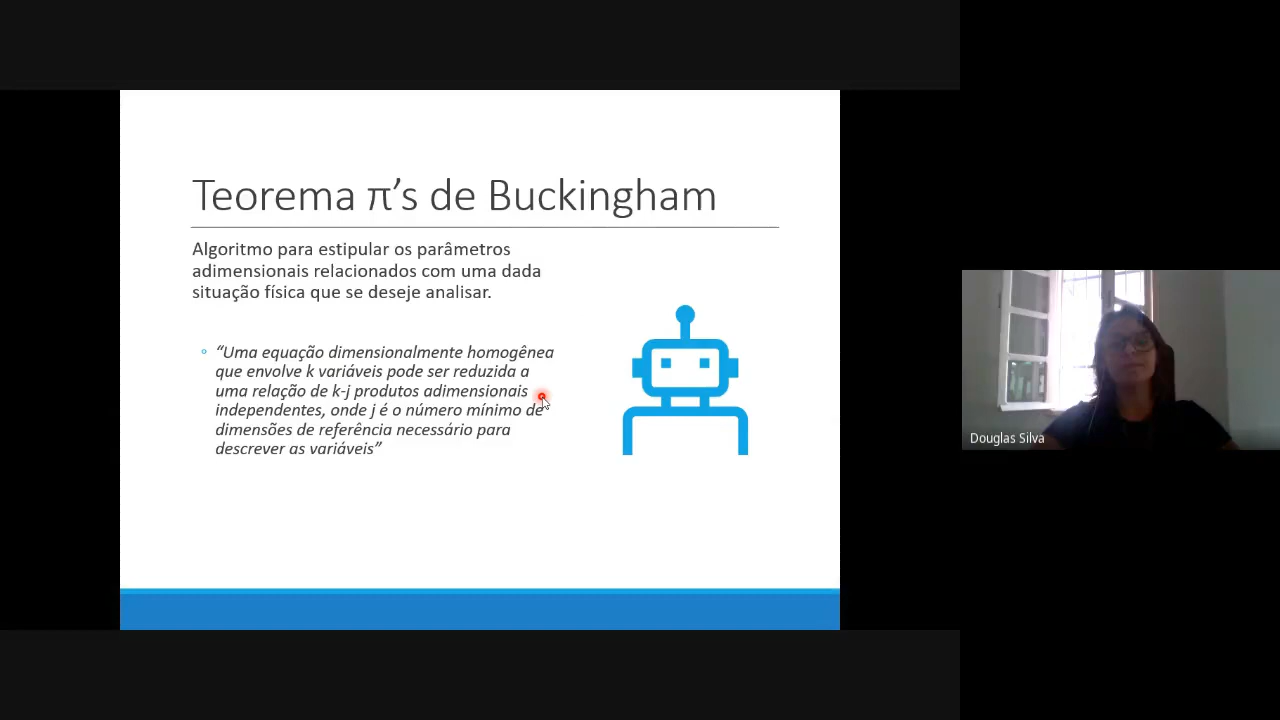 Teorema π’s de Buckingham
Algoritmo para estipular os parâmetros
adimensionais relacionados com uma dada
situação física que se deseje analisar.
“Uma equação dimensionalmente homogênea
que envolve k variáveis pode ser reduzida a
uma relação de k-j produtos adimensionais
independentes, onde j é o número mínimo de
dimensões de referência necessário para
descrever as variáveis”
Douglas Silva